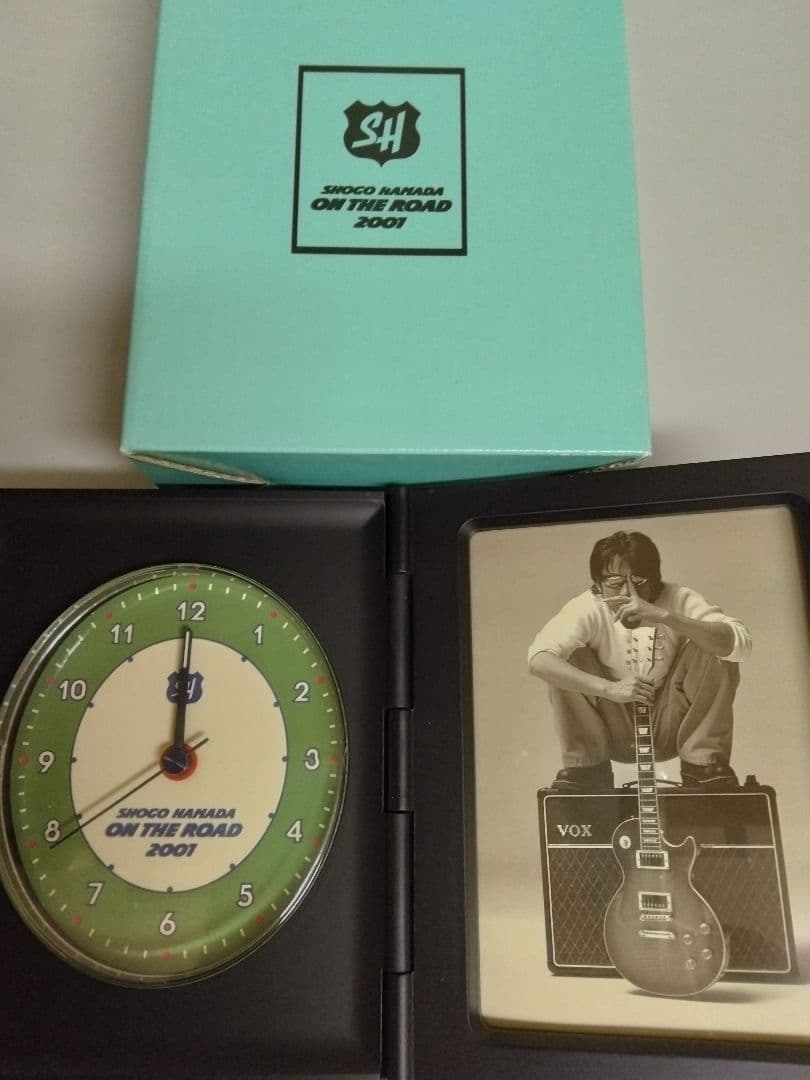 SH
SHOGO HAMADA
ON THE ROAD
2001
12
1
2
3
4
5
6
7
8
9
10
11
SH
SHOGO HAMADA
ON THE ROAD
2001
VOX